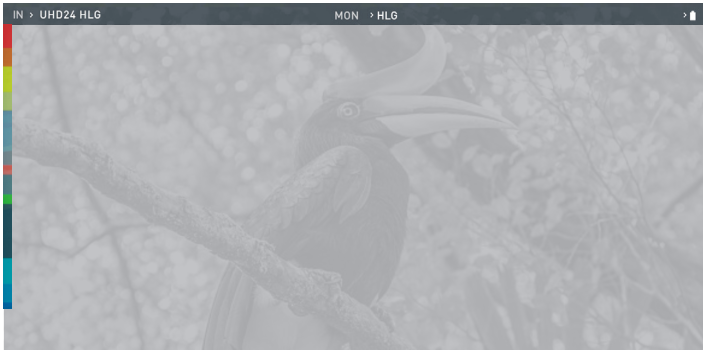 IN › UHD24 HLG MON › HLG ›